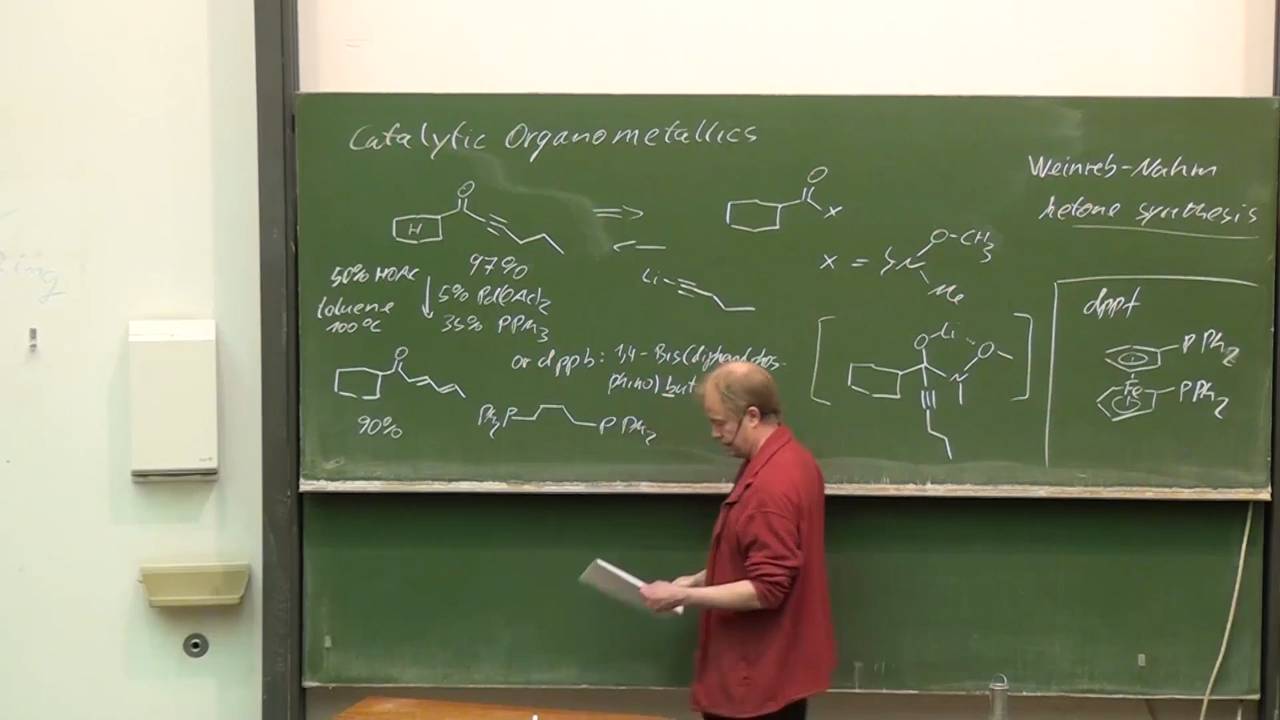 Catalytic Organometallics
Weinreb-Nahm
ketone synthesis
O
H
97%
O
X
X =
N
O-CH3
Me
Li
50% HOAc
toluene
100°C
5% Pd(OAc)2
35% PPh3
or dppb: 1,4-Bis(diphenylphos-
phino) but
O
90%
Ph2P
PPh2
O
Li
O
N
dppf
PPh2
Fe
PPh2